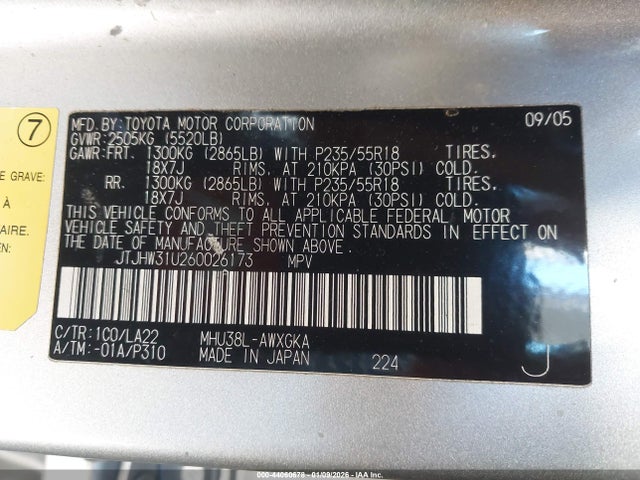 7
E GRAVE:
À
AIRE.
U:
MFD.BY:TOYOTA MOTOR CORPORATION 09/05
GVWR:2505KG (5520LB)
GAWR:FRT. 1300KG (2865LB) WITH P235/55R18 TIRES,
18X7J RIMS, AT 210KPA (30PSI) COLD.
RR. 1300KG (2865LB) WITH P235/55R18 TIRES,
18X7J RIMS, AT 210KPA (30PSI) COLD.
THIS VEHICLE CONFORMS TO ALL APPLICABLE FEDERAL MOTOR
VEHICLE SAFETY AND THEFT PREVENTION STANDARDS IN EFFECT ON
THE DATE OF MANUFACTURE SHOWN ABOVE.
JTJHW31U260026173 MPV
C/TR:1C0/LA22 MHU38L-AWXGKA
A/TM:-01A/P310 MADE IN JAPAN 224 J
000-44060678 - 01/09/2026 - IAA Inc.